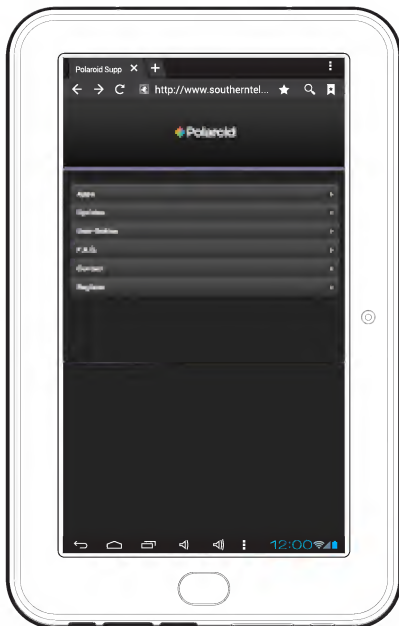 Polaroid Supp
http://www.southerntel...
Polaroid
Apps
Updates
User Guides
F.A.Q.
Contact
Register
12:00